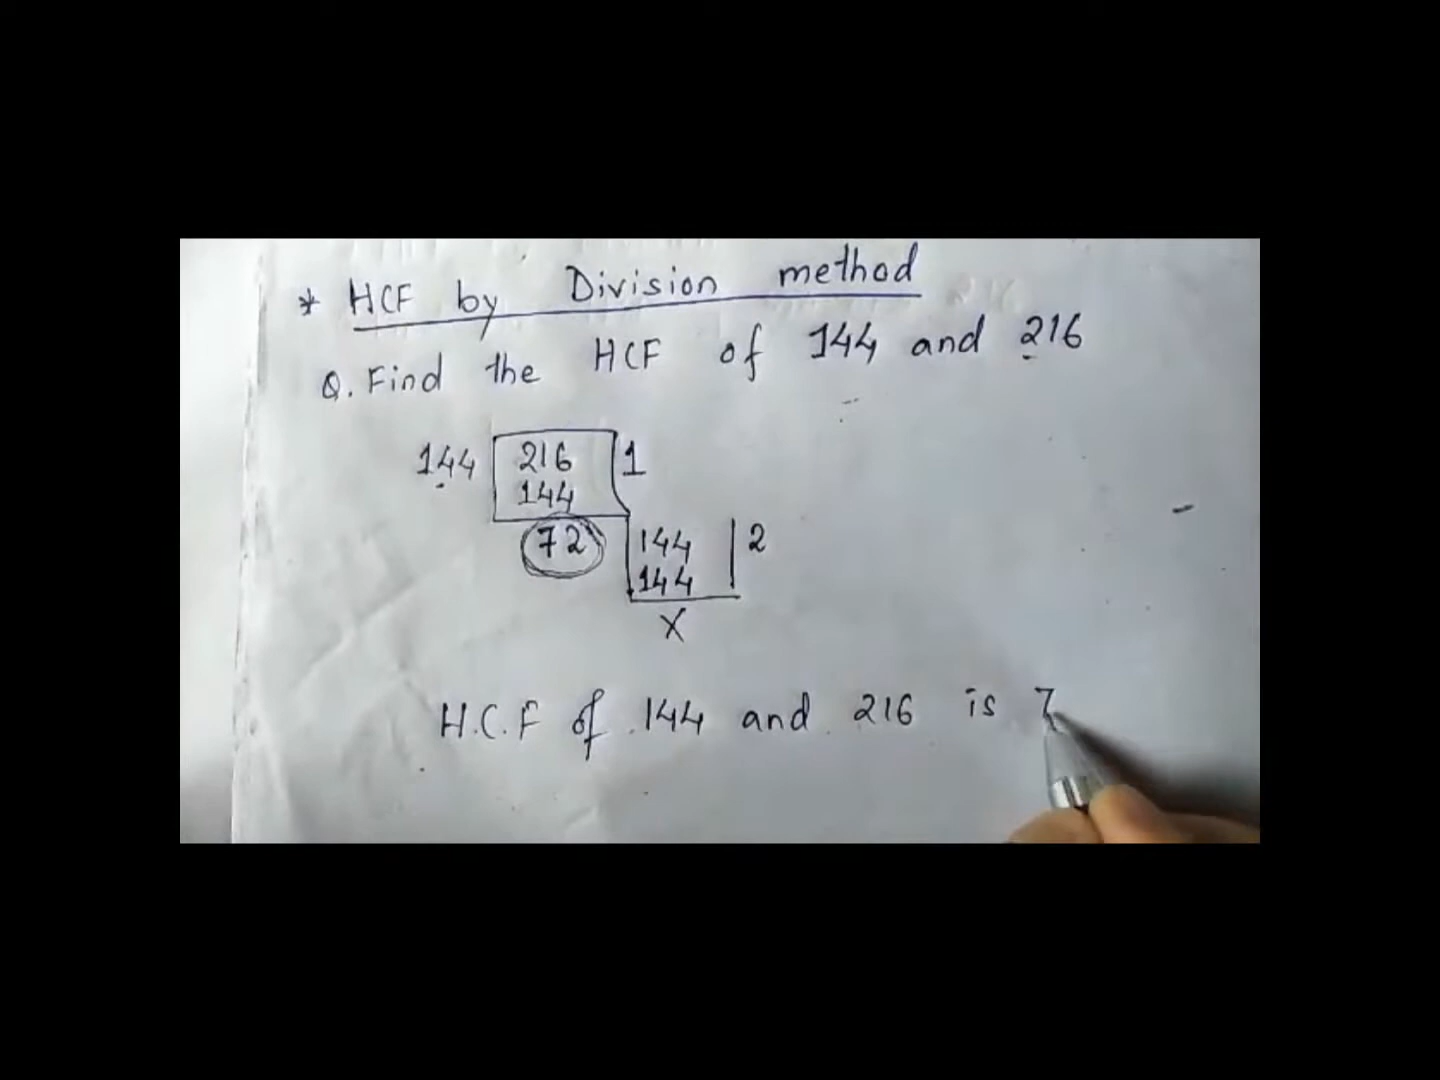 * HCF by Division method
Q. Find the HCF of 144 and 216
144 216 1
144
72 144 2
144
X
H.C.F of 144 and 216 is 7